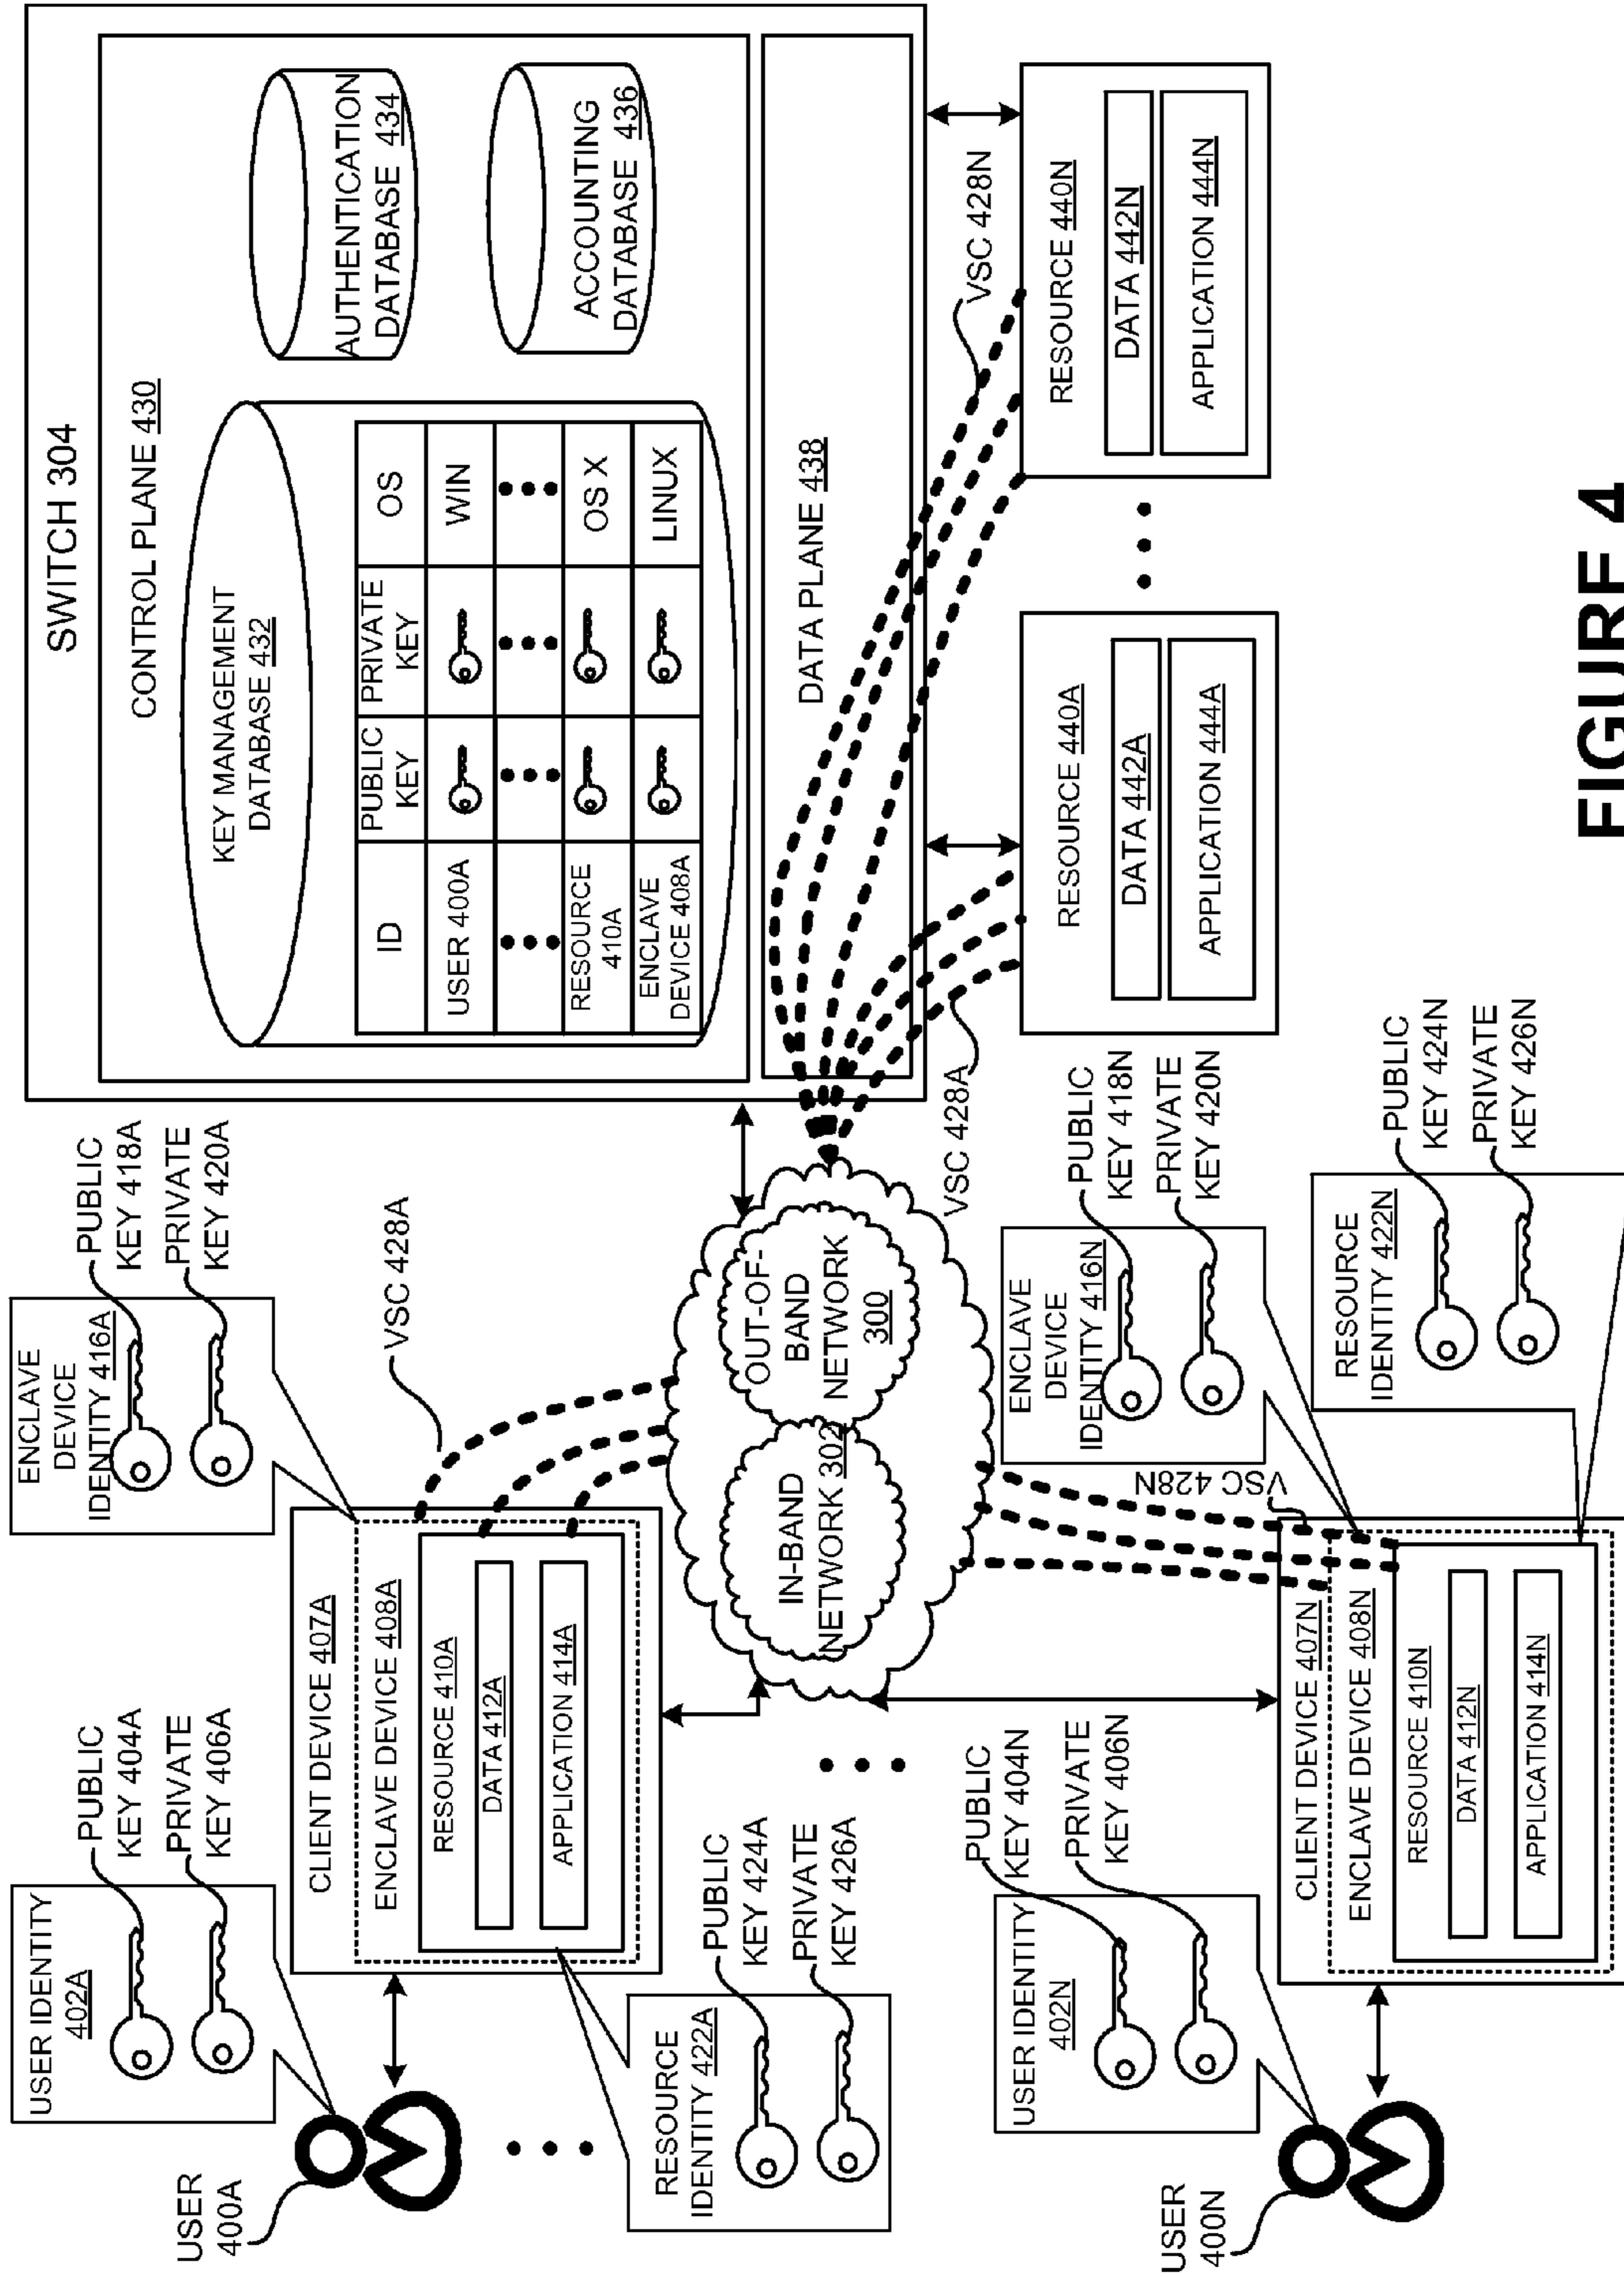 SWITCH 304
CONTROL PLANE 430
KEY MANAGEMENT
DATABASE 432
ID
PUBLIC
KEY
PRIVATE
KEY
OS
USER 400A
WIN
RESOURCE
410A
OS X
ENCLAVE
DEVICE 408A
LINUX
AUTHENTICATION
DATABASE 434
ACCOUNTING
DATABASE 436
DATA PLANE 438
ENCLAVE
DEVICE
IDENTITY 416A
PUBLIC
KEY 418A
PRIVATE
KEY 420A
VSC 428A
USER IDENTITY
402A
PUBLIC
KEY 404A
PRIVATE
KEY 406A
USER
400A
CLIENT DEVICE 407A
ENCLAVE DEVICE 408A
RESOURCE 410A
DATA 412A
APPLICATION 414A
RESOURCE
IDENTITY 422A
PUBLIC
KEY 424A
PRIVATE
KEY 426A
IN-BAND
NETWORK 302
OUT-OF-
BAND
NETWORK
300
VSC 428A
VSC 428N
RESOURCE 440A
DATA 442A
APPLICATION 444A
RESOURCE 440N
DATA 442N
APPLICATION 444N
USER IDENTITY
402N
PUBLIC
KEY 404N
PRIVATE
KEY 406N
USER
400N
ENCLAVE
DEVICE
IDENTITY 416N
PUBLIC
KEY 418N
PRIVATE
KEY 420N
VSC 428N
CLIENT DEVICE 407N
ENCLAVE DEVICE 408N
RESOURCE 410N
DATA 412N
APPLICATION 414N
RESOURCE
IDENTITY 422N
PUBLIC
KEY 424N
PRIVATE
KEY 426N
FIGURE 4